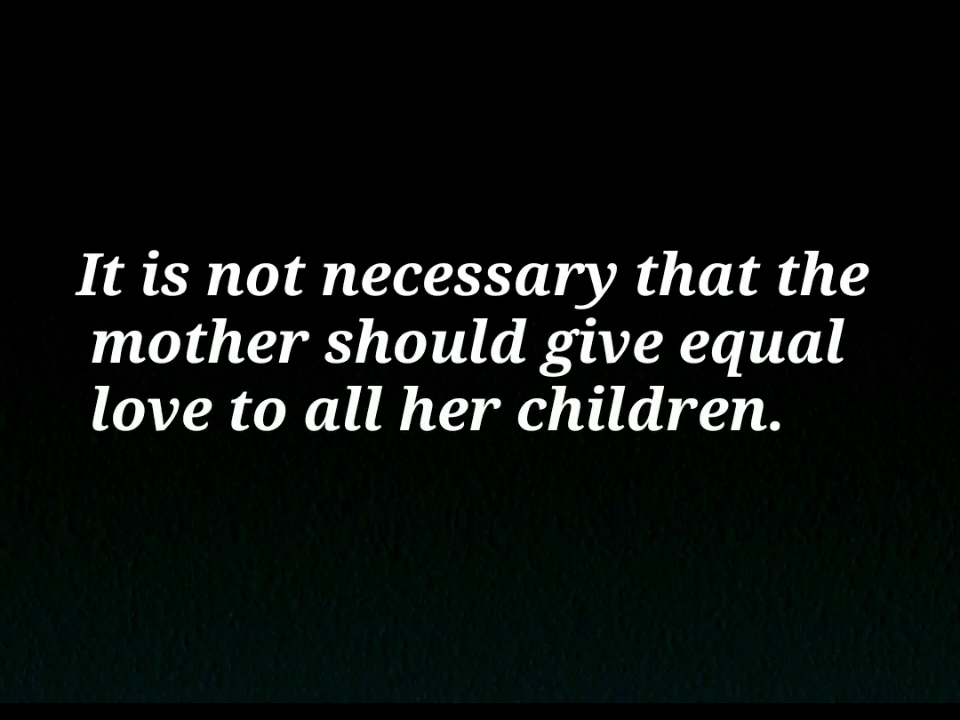 It is not necessary that the
mother should give equal
love to all her children.